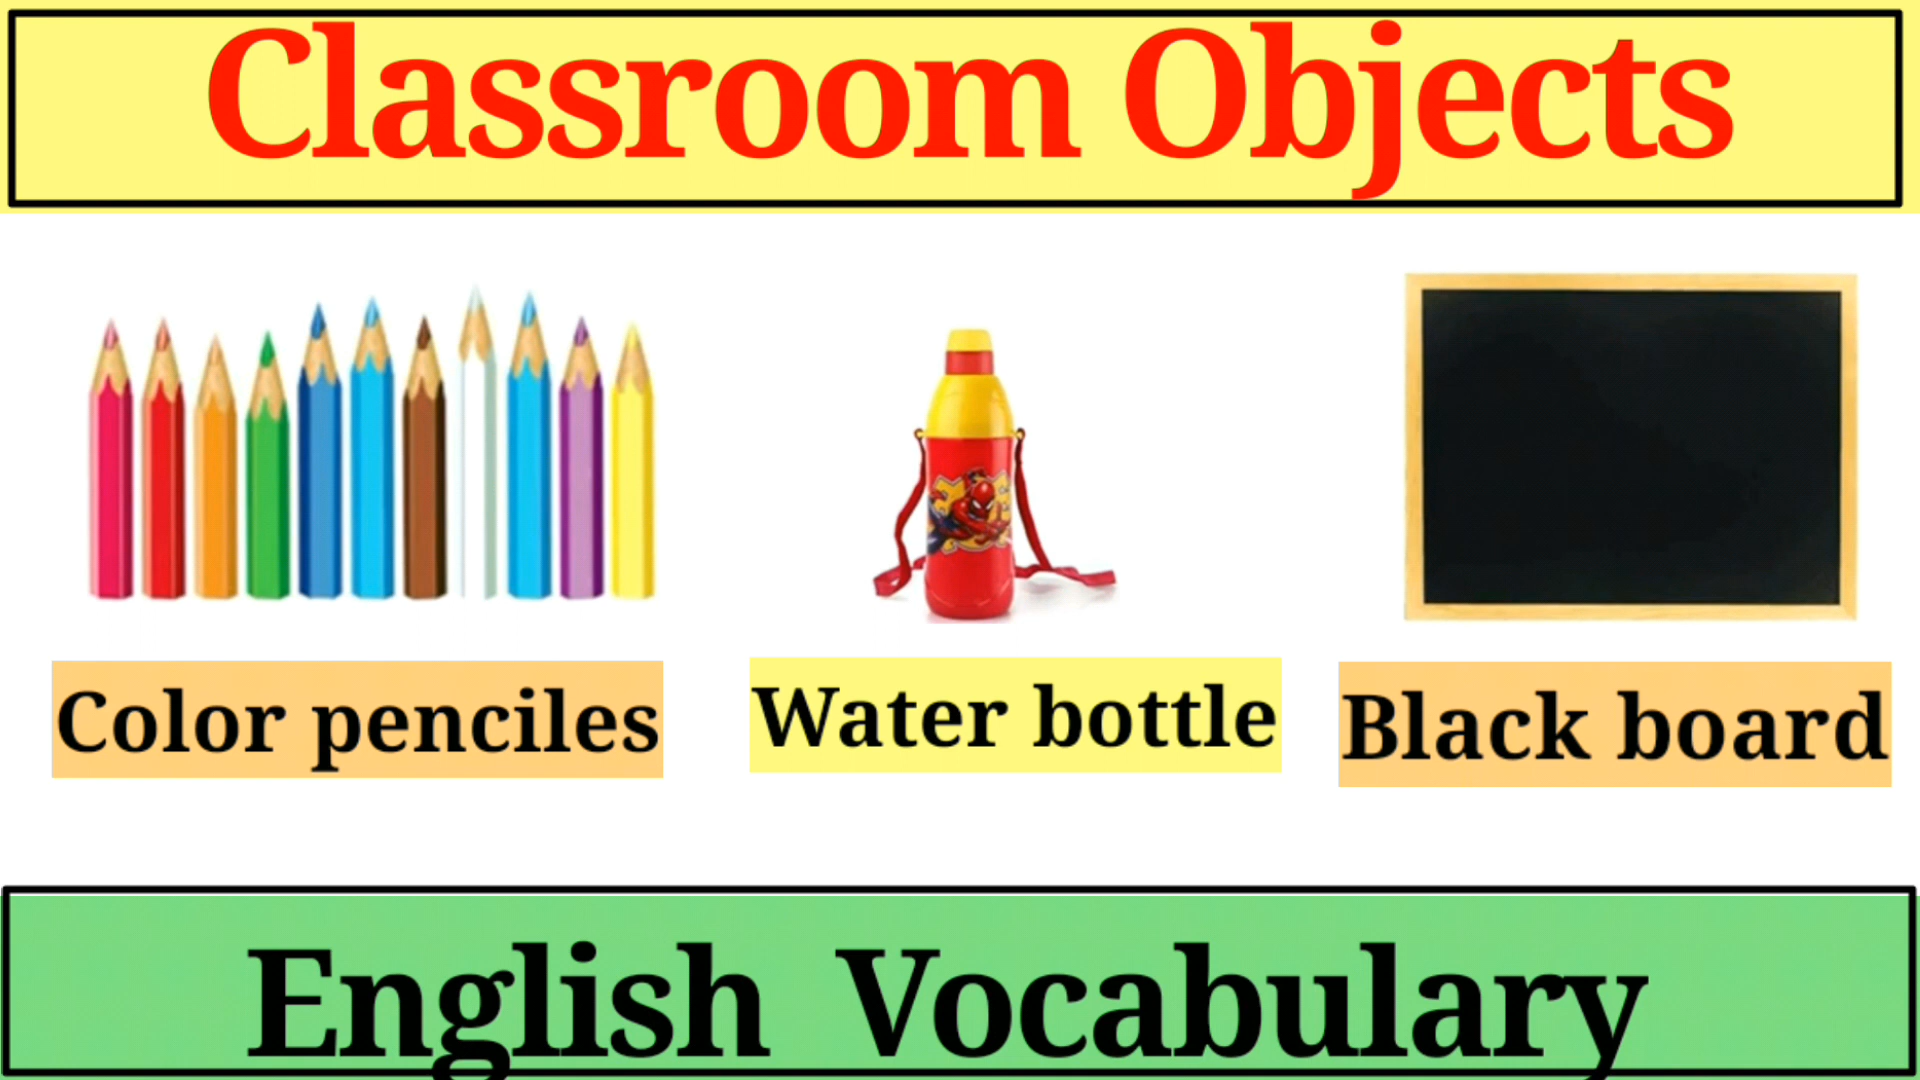 Classroom Objects
Color penciles
Water bottle
Black board
English Vocabulary